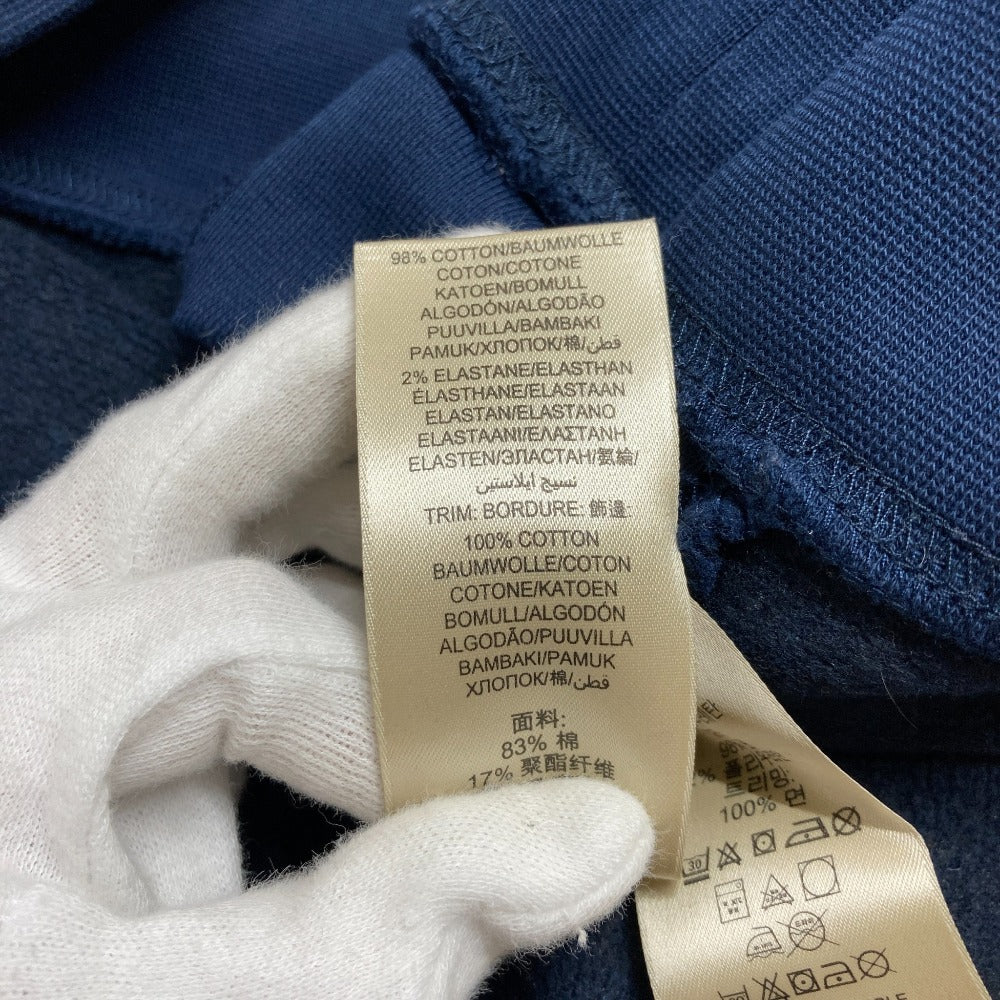 98% COTTON/BAUMWOLLE
COTON/COTONE
KATOEN/BOMULL
ALGODÓN/ALGODÃO
PUUVILLA/BAMBAKI
PAMUK/ХЛОПОК/棉/قطن
2% ELASTANE/ELASTHAN
ÉLASTHANE/ELASTAAN
ELASTAN/ELASTANO
ELASTAANI/ΕΛΑΣΤΑΝΗ
ELASTEN/ЭЛАСТАН/氨綸/
نسيج إيلاستين
TRIM: BORDURE: 飾邊:
100% COTTON
BAUMWOLLE/COTON
COTONE/KATOEN
BOMULL/ALGODÓN
ALGODÃO/PUUVILLA
BAMBAKI/PAMUK
ХЛОПОК/棉/قطن
面料:
83% 棉
17% 聚酯纤维
100% 면
30